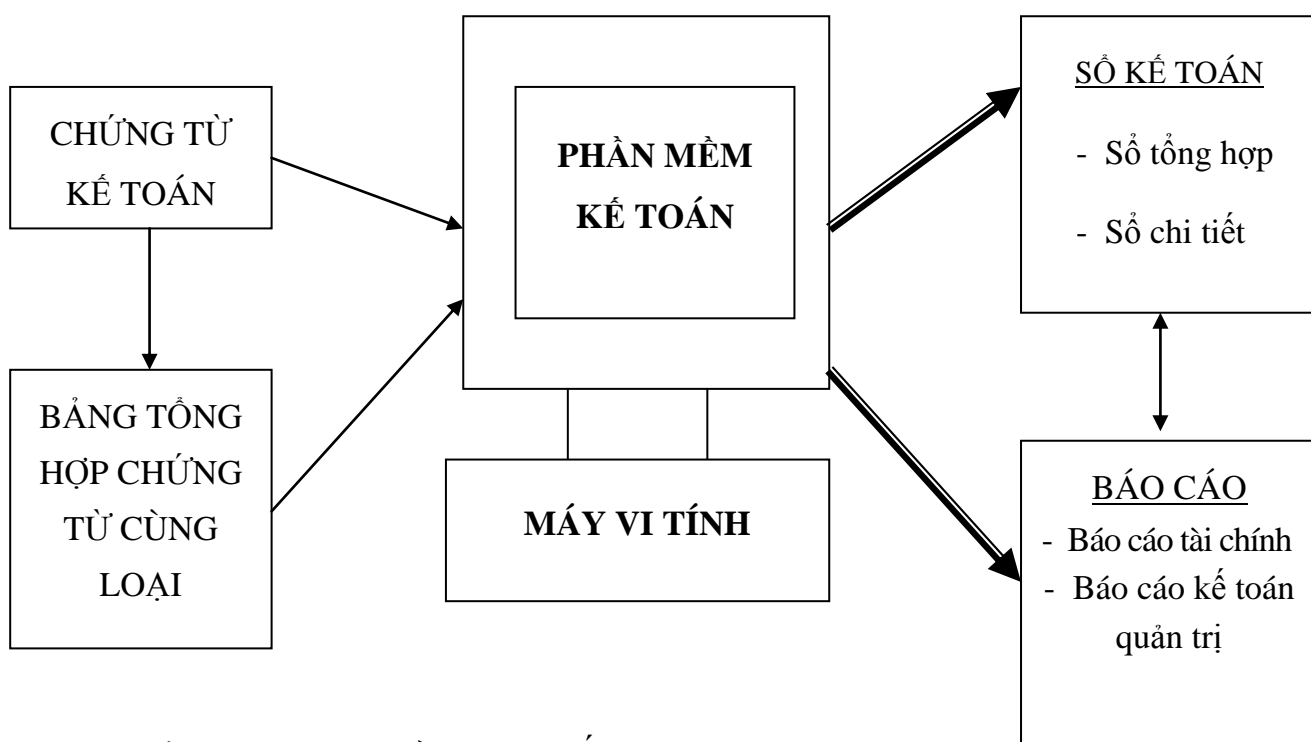 CHỨNG TỪ
KẾ TOÁN
BẢNG TỔNG
HỢP CHỨNG
TỪ CÙNG
LOẠI
PHẦN MỀM
KẾ TOÁN
MÁY VI TÍNH
SỔ KẾ TOÁN
- Sổ tổng hợp
- Sổ chi tiết
BÁO CÁO
- Báo cáo tài chính
- Báo cáo kế toán
quản trị